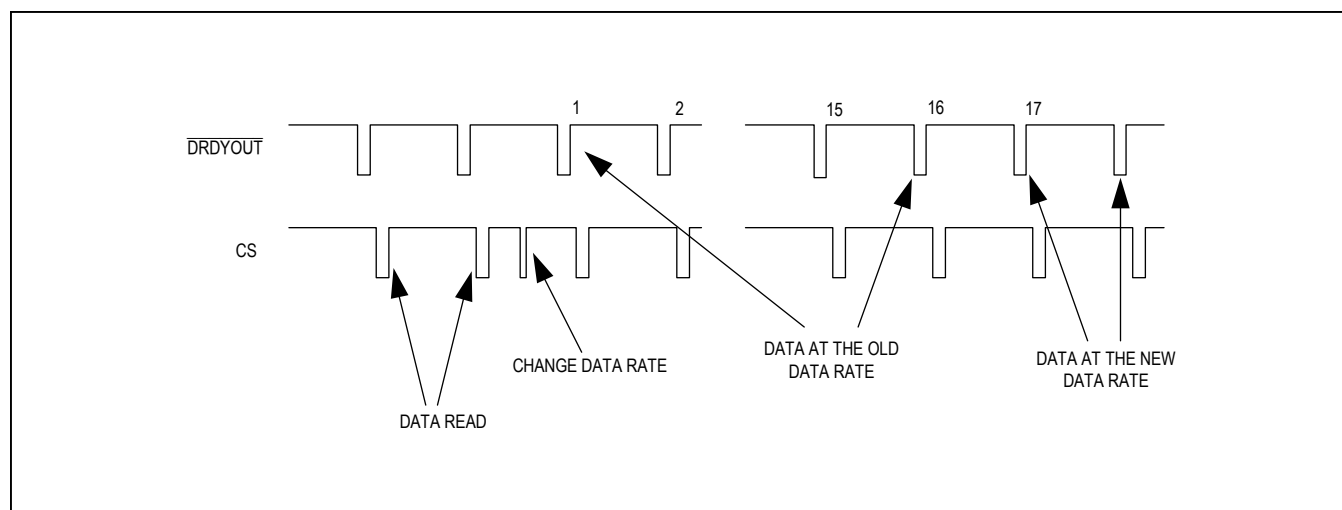 1
2
15
16
17
DRDYOUT
CS
CHANGE DATA RATE
DATA AT THE OLD
DATA RATE
DATA AT THE NEW
DATA RATE
DATA READ